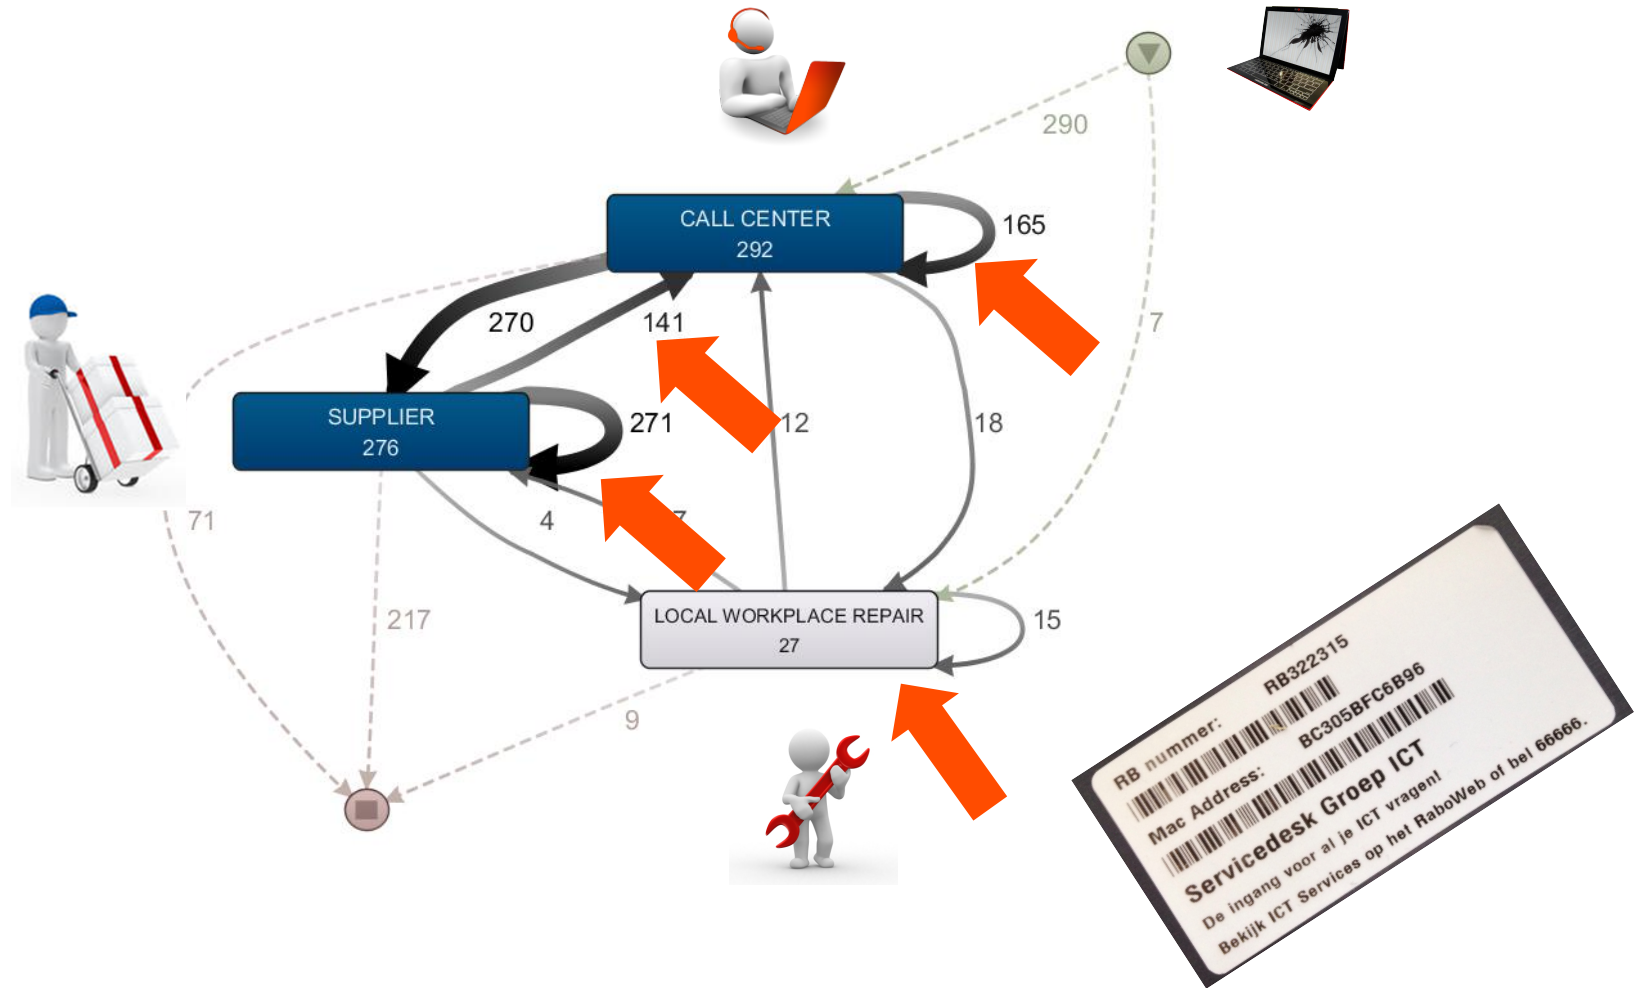 290
CALL CENTER
292
165
270
141
7
SUPPLIER
276
271
12
18
4
7
71
217
LOCAL WORKPLACE REPAIR
27
15
9
RB nummer:
RB322315
Mac Address:
BC305BFC6B96
Servicedesk Groep ICT
De ingang voor al je ICT vragen!
Bekijk ICT Services op het RaboWeb of bel 66666.